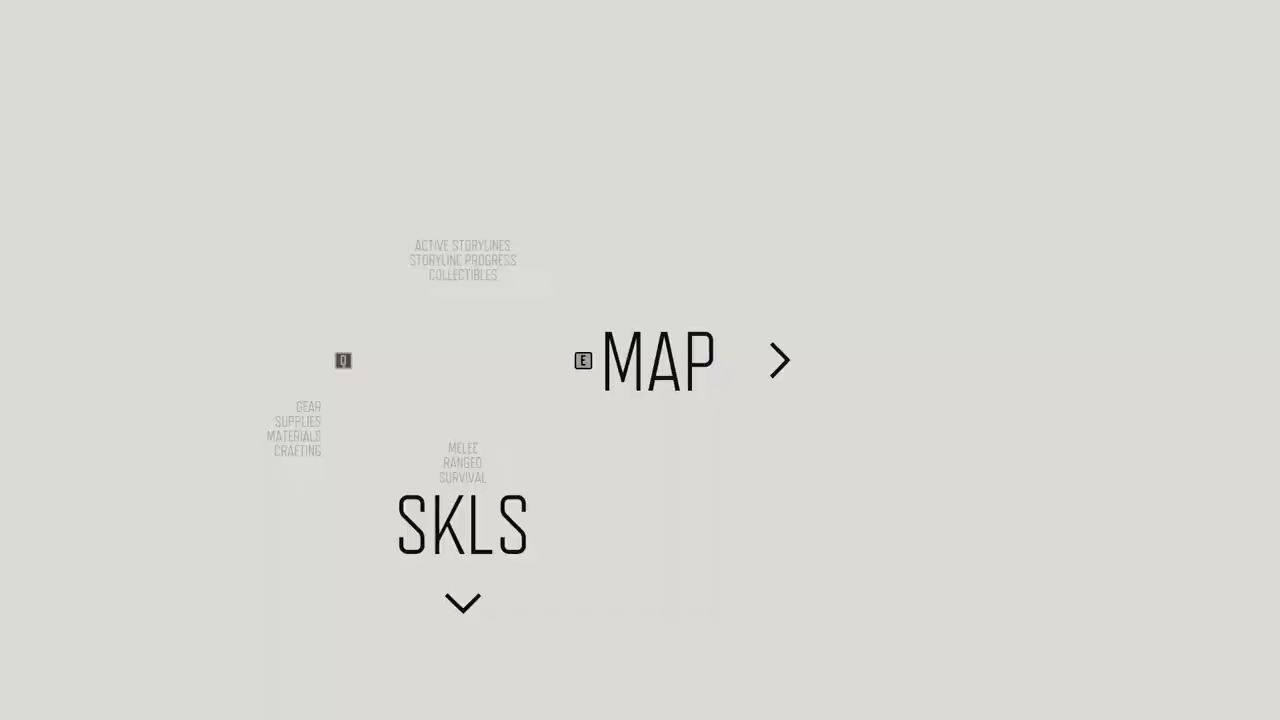 ACTIVE STORYLINES
STORYLINE PROGRESS
COLLECTIBLES
Q
E
MAP
GEAR
SUPPLIES
MATERIALS
CRAFTING
MELEE
RANGED
SURVIVAL
SKLS